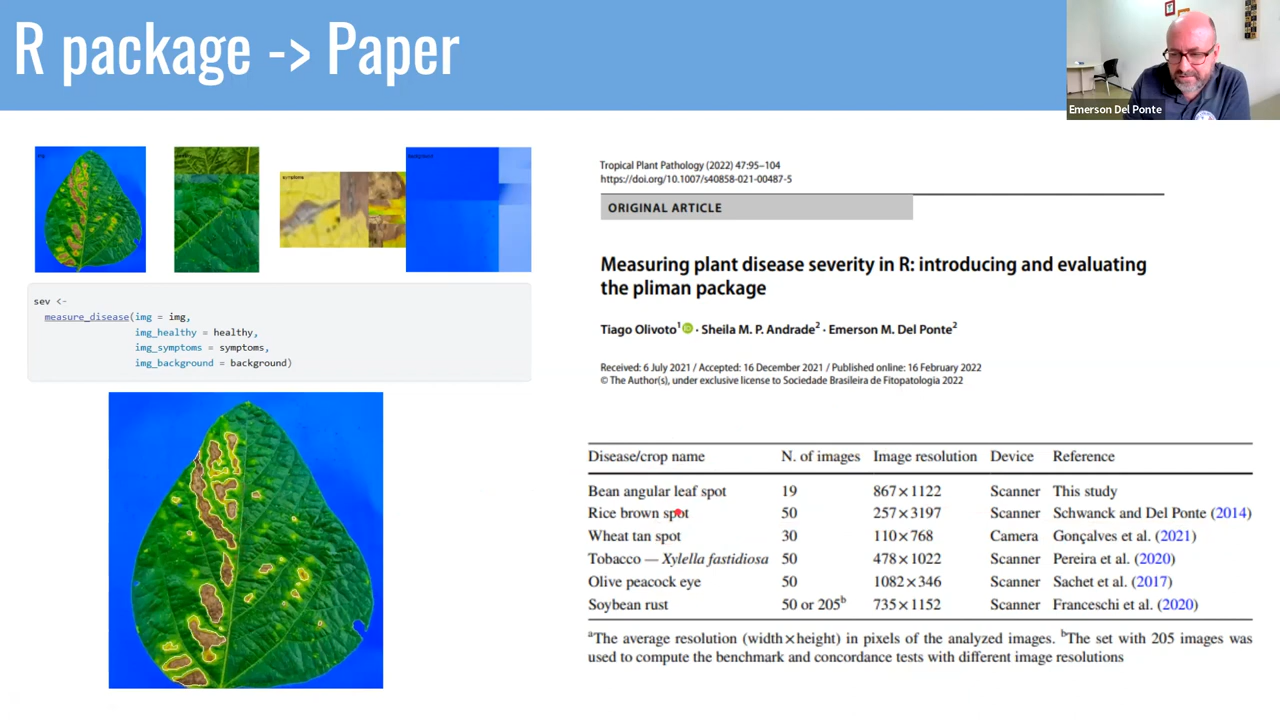 R package -> Paper
Emerson Del Ponte
symptoms
background
sev <-
measure_disease(img = img,
img_healthy = healthy,
img_symptoms = symptoms,
img_background = background)
Tropical Plant Pathology (2022) 47:95–104
https://doi.org/10.1007/s40858-021-00487-5
ORIGINAL ARTICLE
Measuring plant disease severity in R: introducing and evaluating
the pliman package
Tiago Olivoto1 · Sheila M. P. Andrade2 · Emerson M. Del Ponte2
Received: 6 July 2021 / Accepted: 16 December 2021 / Published online: 16 February 2022
© The Author(s), under exclusive license to Sociedade Brasileira de Fitopatologia 2022
Disease/crop name N. of images Image resolution Device Reference
Bean angular leaf spot 19 867×1122 Scanner This study
Rice brown spot 50 257×3197 Scanner Schwanck and Del Ponte (2014)
Wheat tan spot 30 110×768 Camera Gonçalves et al. (2021)
Tobacco — Xylella fastidiosa 50 478×1022 Scanner Pereira et al. (2020)
Olive peacock eye 50 1082×346 Scanner Sachet et al. (2017)
Soybean rust 50 or 205b 735×1152 Scanner Franceschi et al. (2020)
aThe average resolution (width×height) in pixels of the analyzed images. bThe set with 205 images was
used to compute the benchmark and concordance tests with different image resolutions